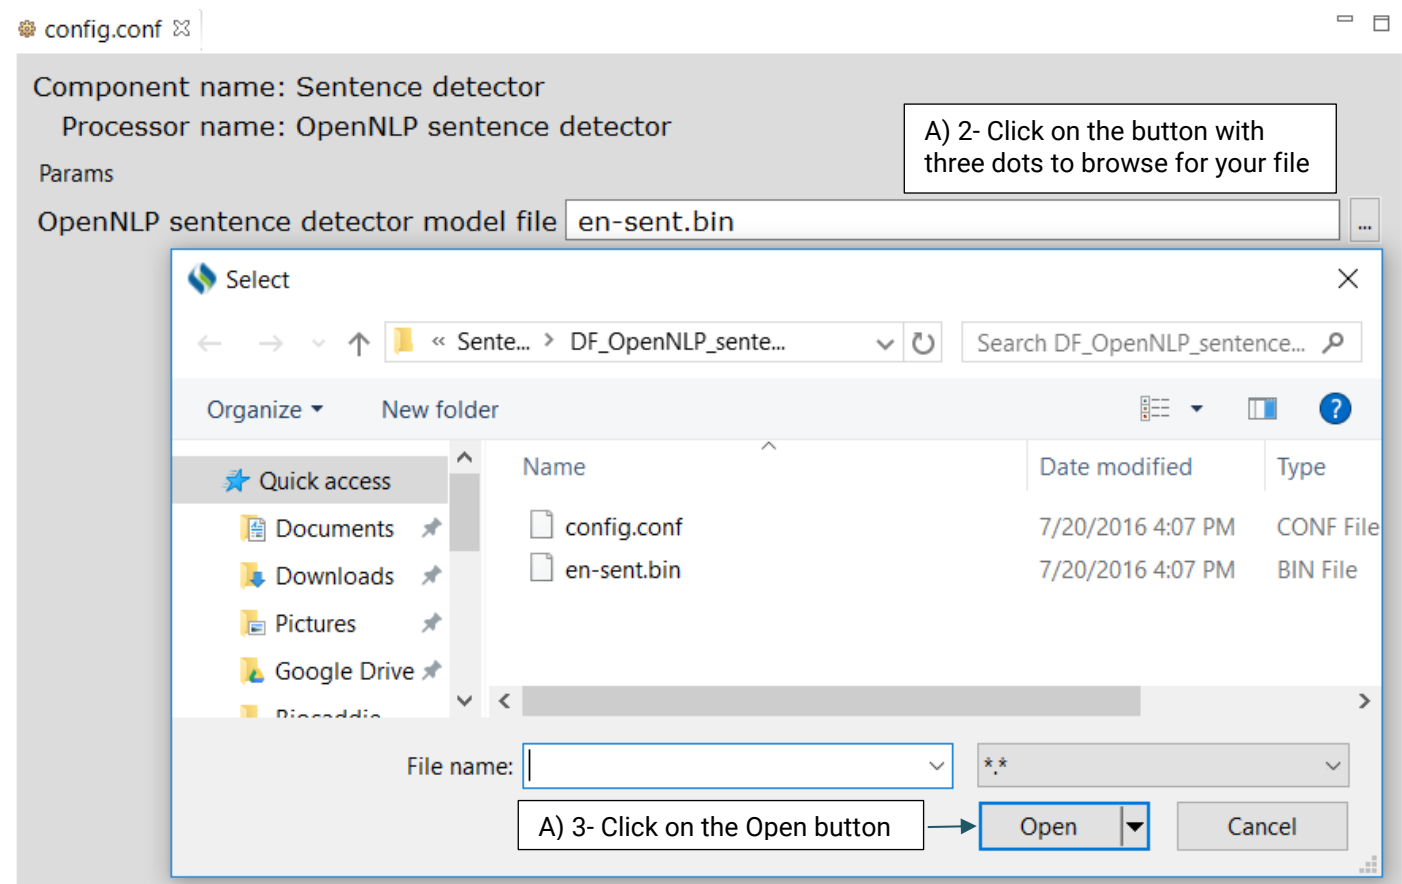 config.conf
Component name: Sentence detector
Processor name: OpenNLP sentence detector
A) 2- Click on the button with
three dots to browse for your file
Params
OpenNLP sentence detector model file en-sent.bin ...
Select
« Sente... > DF_OpenNLP_sente...
Search DF_OpenNLP_sentence...
Organize New folder
?
Quick access
Documents
Downloads
Pictures
Google Drive
Name Date modified Type
config.conf 7/20/2016 4:07 PM CONF File
en-sent.bin 7/20/2016 4:07 PM BIN File
File name: *.*
A) 3- Click on the Open button
Open Cancel